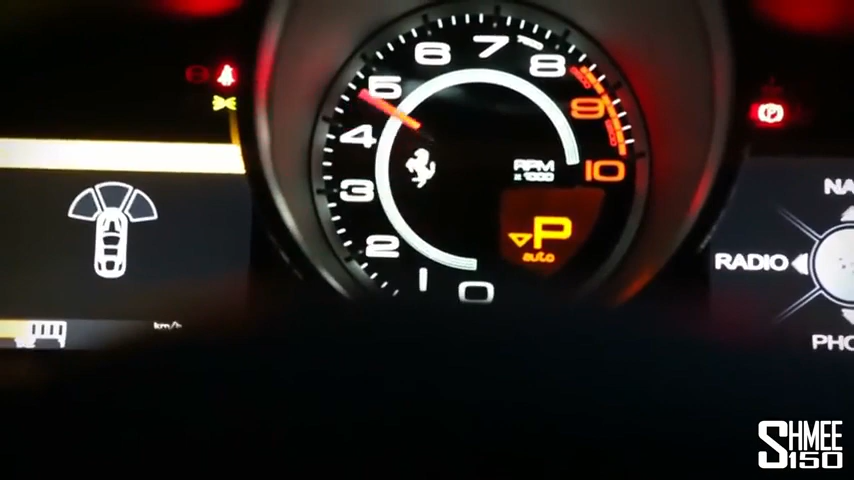 6 7 8
5 9
4 10
3
2
1 0
RPM
x 1000
P
auto
km/h
NA
RADIO
PHO
SHMEE
150